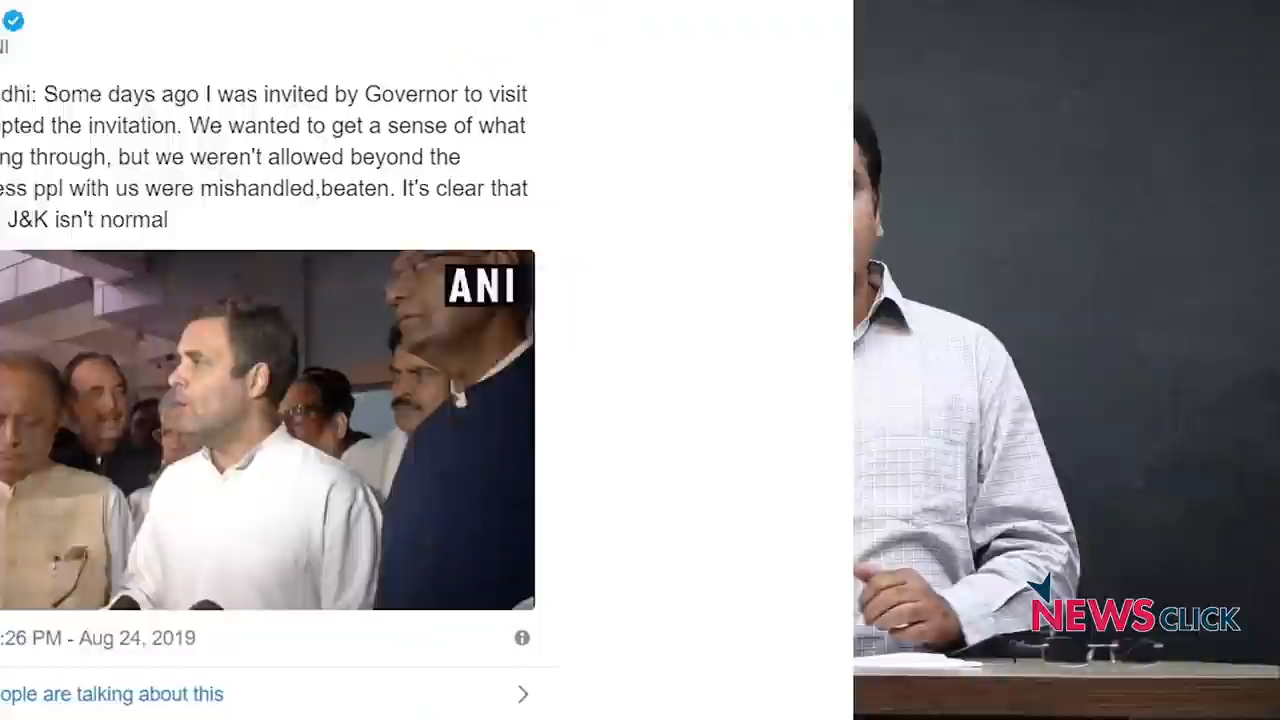 dhi: Some days ago I was invited by Governor to visit
pted the invitation. We wanted to get a sense of what
ng through, but we weren't allowed beyond the
ess ppl with us were mishandled,beaten. It's clear that
J&K isn't normal
ANI
:26 PM - Aug 24, 2019
ople are talking about this
NEWSCLICK